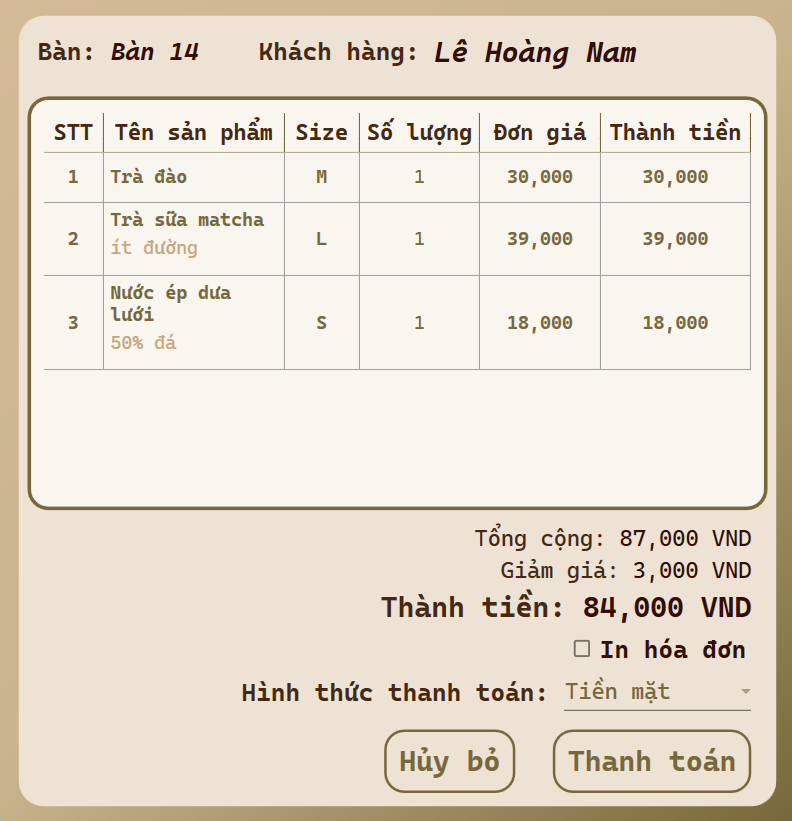 Bàn: Bàn 14 Khách hàng: Lê Hoàng Nam
STT Tên sản phẩm Size Số lượng Đơn giá Thành tiền
1 Trà đào M 1 30,000 30,000
2 Trà sữa matcha L 1 39,000 39,000
ít đường
3 Nước ép dưa S 1 18,000 18,000
lưới
50% đá
Tổng cộng: 87,000 VND
Giảm giá: 3,000 VND
Thành tiền: 84,000 VND
In hóa đơn
Hình thức thanh toán: Tiền mặt
Hủy bỏ Thanh toán